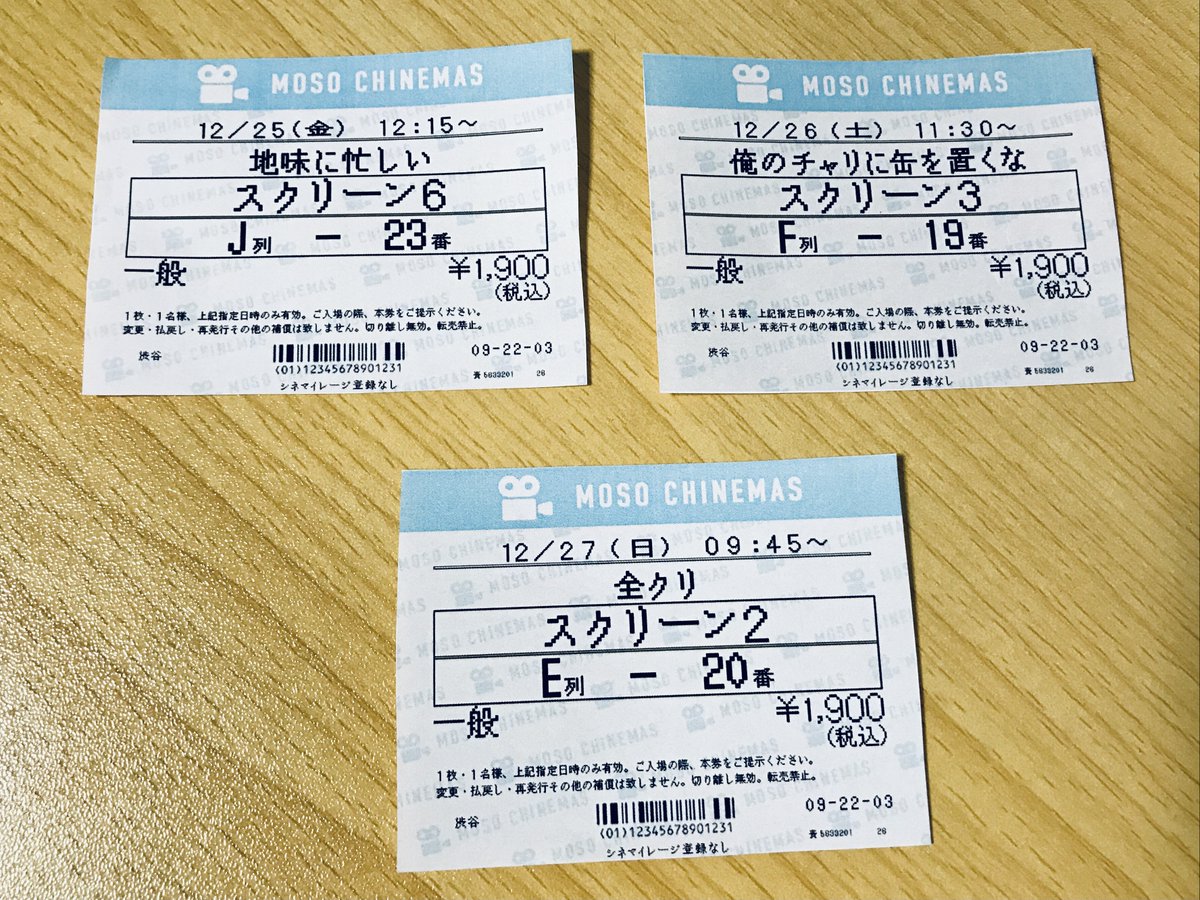 MOSO CHINEMAS
12/25(金) 12:15～
地味に忙しい
スクリーン6
J列 － 23番
一般 ¥1,900
(税込)
1枚・1名様、上記指定日時のみ有効。ご入場の際、本券をご提示ください。
変更・払戻し・再発行その他の補償は致しません。切り離し無効。転売禁止。
渋谷 09-22-03
(01)12345678901231
シネマイレージ登録なし
MOSO CHINEMAS
12/26(土) 11:30～
俺のチャリに缶を置くな
スクリーン3
F列 － 19番
一般 ¥1,900
(税込)
1枚・1名様、上記指定日時のみ有効。ご入場の際、本券をご提示ください。
変更・払戻し・再発行その他の補償は致しません。切り離し無効。転売禁止。
渋谷 09-22-03
(01)12345678901231
シネマイレージ登録なし
MOSO CHINEMAS
12/27(日) 09:45～
全クリ
スクリーン2
E列 － 20番
一般 ¥1,900
(税込)
1枚・1名様、上記指定日時のみ有効。ご入場の際、本券をご提示ください。
変更・払戻し・再発行その他の補償は致しません。切り離し無効。転売禁止。
渋谷 09-22-03
(01)12345678901231
シネマイレージ登録なし